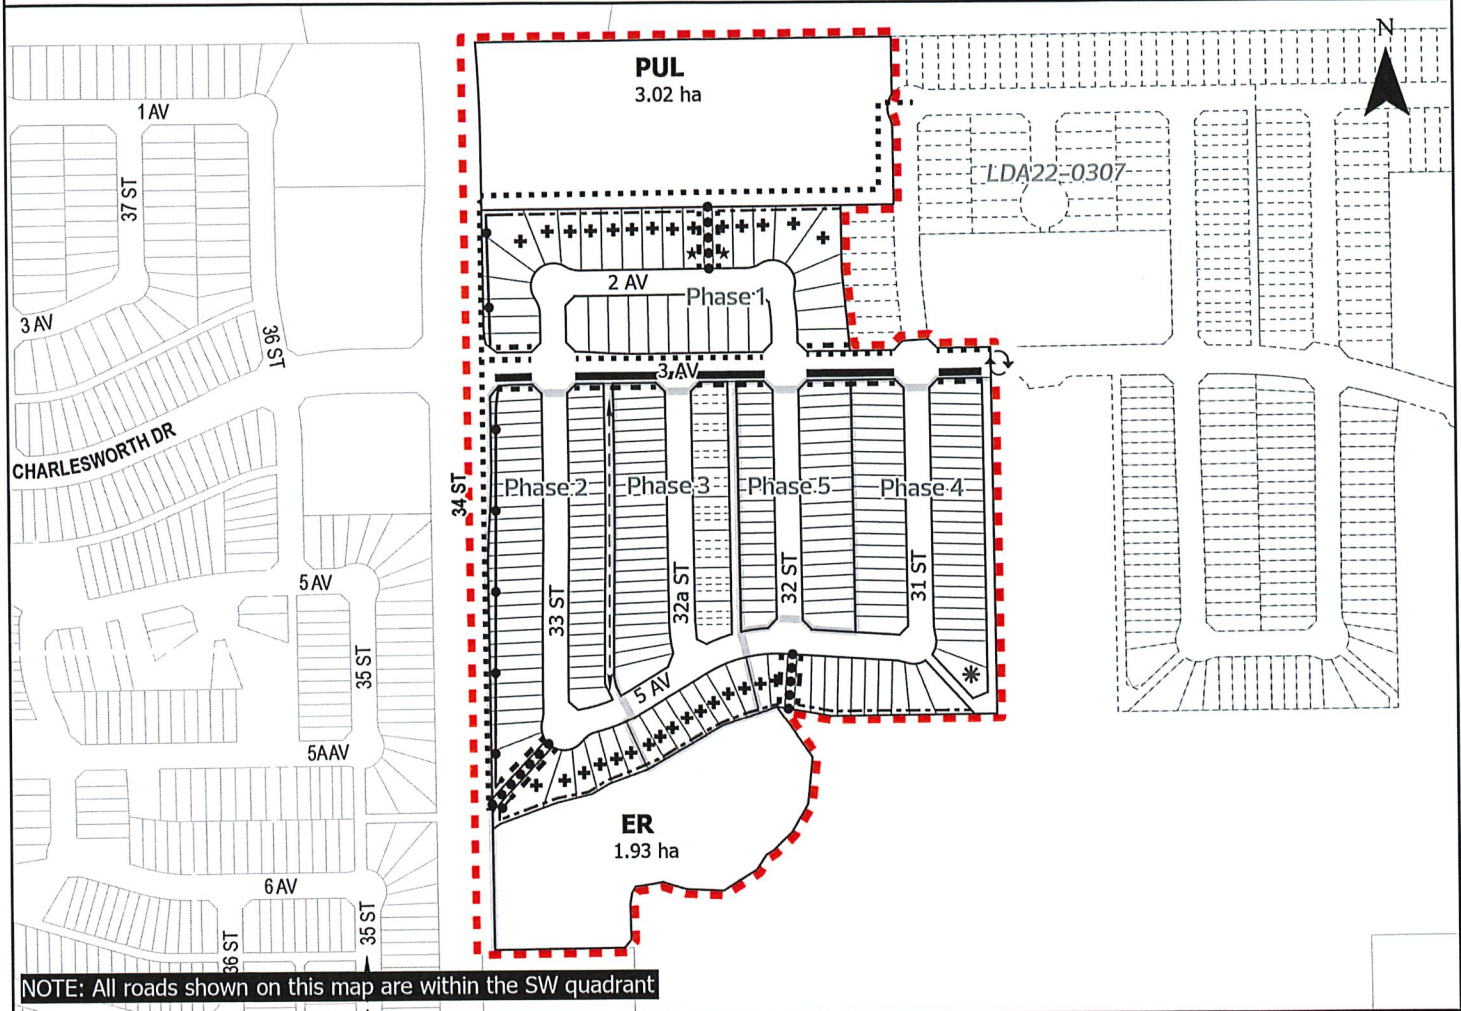 N
PUL
3.02 ha
1 AV
LDA22-0307
37 ST
2 AV
Phase 1
3 AV
36 ST
3 AV
CHARLESWORTH DR
34 ST
Phase 2
Phase 3
Phase 5
Phase 4
33 ST
32a ST
32 ST
31 ST
5 AV
35 ST
5 AV
5A AV
ER
1.93 ha
6 AV
36 ST
35 ST
NOTE: All roads shown on this map are within the SW quadrant